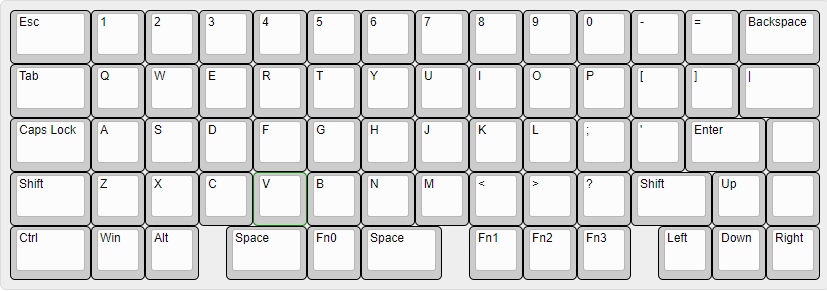 Esc 1 2 3 4 5 6 7 8 9 0 - = Backspace
Tab Q W E R T Y U I O P [ ] |
Caps Lock A S D F G H J K L ; ' Enter
Shift Z X C V B N M < > ? Shift Up
Ctrl Win Alt Space Fn0 Space Fn1 Fn2 Fn3 Left Down Right